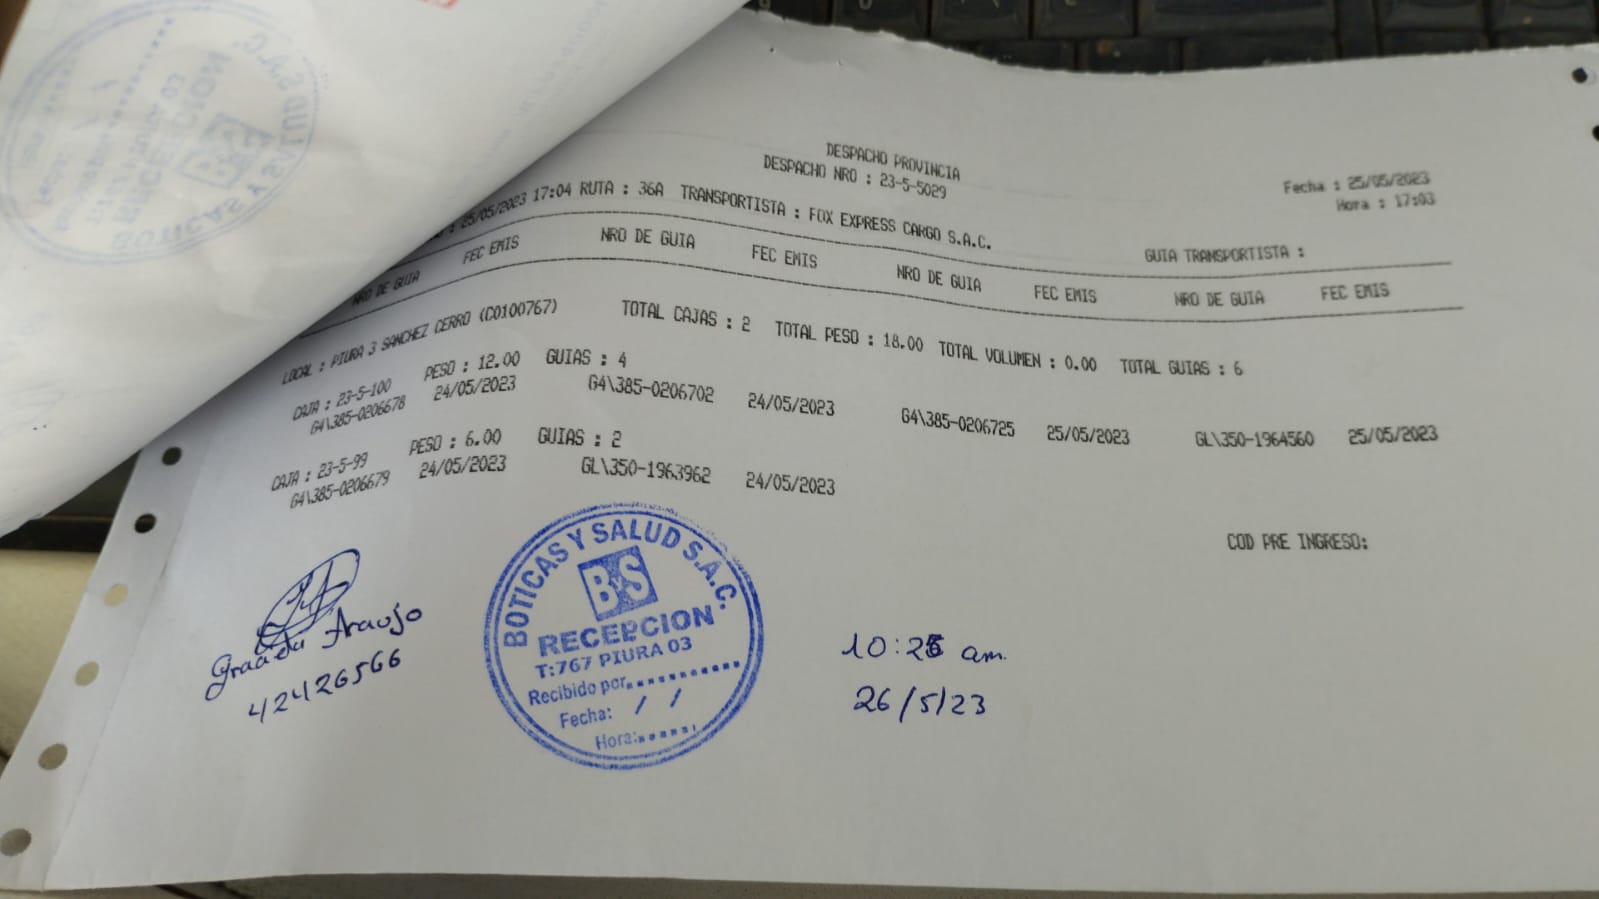 DESPACHO PROVINCIA
DESPACHO NRO : 23-5-5029
Fecha : 25/05/2023
Hora : 17:03
: 25/05/2023 17:04 RUTA : 36A TRANSPORTISTA : FOX EXPRESS CARGO S.A.C.
GUIA TRANSPORTISTA :
NRO DE GUIA FEC EMIS NRO DE GUIA FEC EMIS NRO DE GUIA FEC EMIS NRO DE GUIA FEC EMIS
LOCAL : PIURA 3 SANCHEZ CERRO (C0100767) TOTAL CAJAS : 2 TOTAL PESO : 18.00 TOTAL VOLUMEN : 0.00 TOTAL GUIAS : 6
CAJA : 23-5-100 PESO : 12.00 GUIAS : 4
G4\385-0206678 24/05/2023 G4\385-0206702 24/05/2023 G4\385-0206725 25/05/2023 GL\350-1964560 25/05/2023
CAJA : 23-5-99 PESO : 6.00 GUIAS : 2
G4\385-0206679 24/05/2023 GL\350-1963962 24/05/2023
COD PRE INGRESO:
BOTICAS Y SALUD S.A.C.
ByS
RECEPCION
T:767 PIURA 03
Recibido por..............
Fecha: / /
Hora:......
Araujo
42426566
am.
26/5/23
BOTICAS Y SALUD S.A.C.
RECEPCION